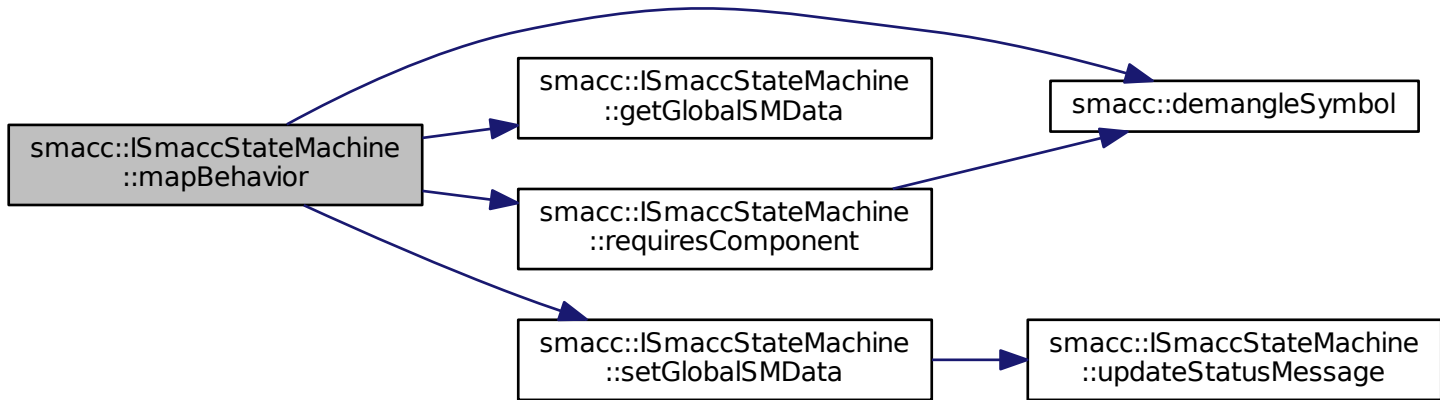 smacc::ISmaccStateMachine
::mapBehavior
smacc::ISmaccStateMachine
::getGlobalSMData
smacc::ISmaccStateMachine
::requiresComponent
smacc::ISmaccStateMachine
::setGlobalSMData
smacc::demangleSymbol
smacc::ISmaccStateMachine
::updateStatusMessage